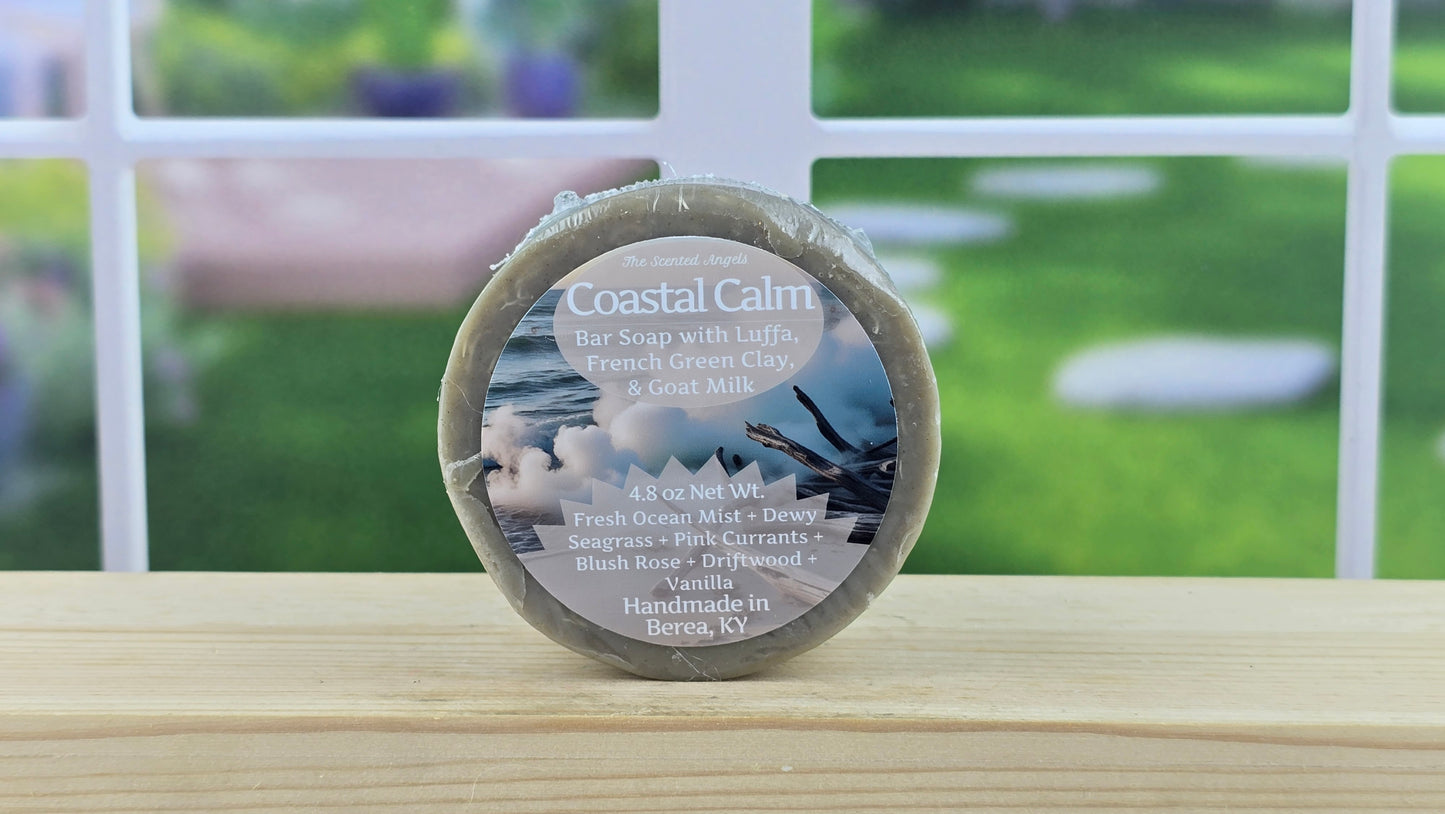 The Scented Angels
Coastal Calm
Bar Soap with Luffa,
French Green Clay,
& Goat Milk
4.8 oz Net Wt.
Fresh Ocean Mist + Dewy
Seagrass + Pink Currants +
Blush Rose + Driftwood +
Vanilla
Handmade in
Berea, KY